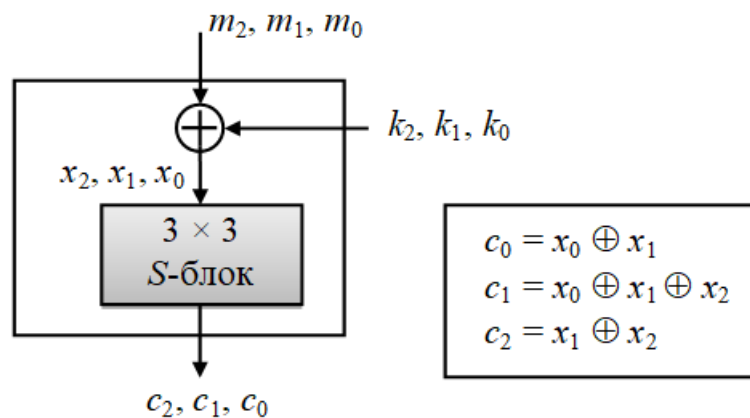 m₂, m₁, m₀
k₂, k₁, k₀
x₂, x₁, x₀
3 × 3
S-блок
c₂, c₁, c₀
c₀ = x₀ ⊕ x₁
c₁ = x₀ ⊕ x₁ ⊕ x₂
c₂ = x₁ ⊕ x₂